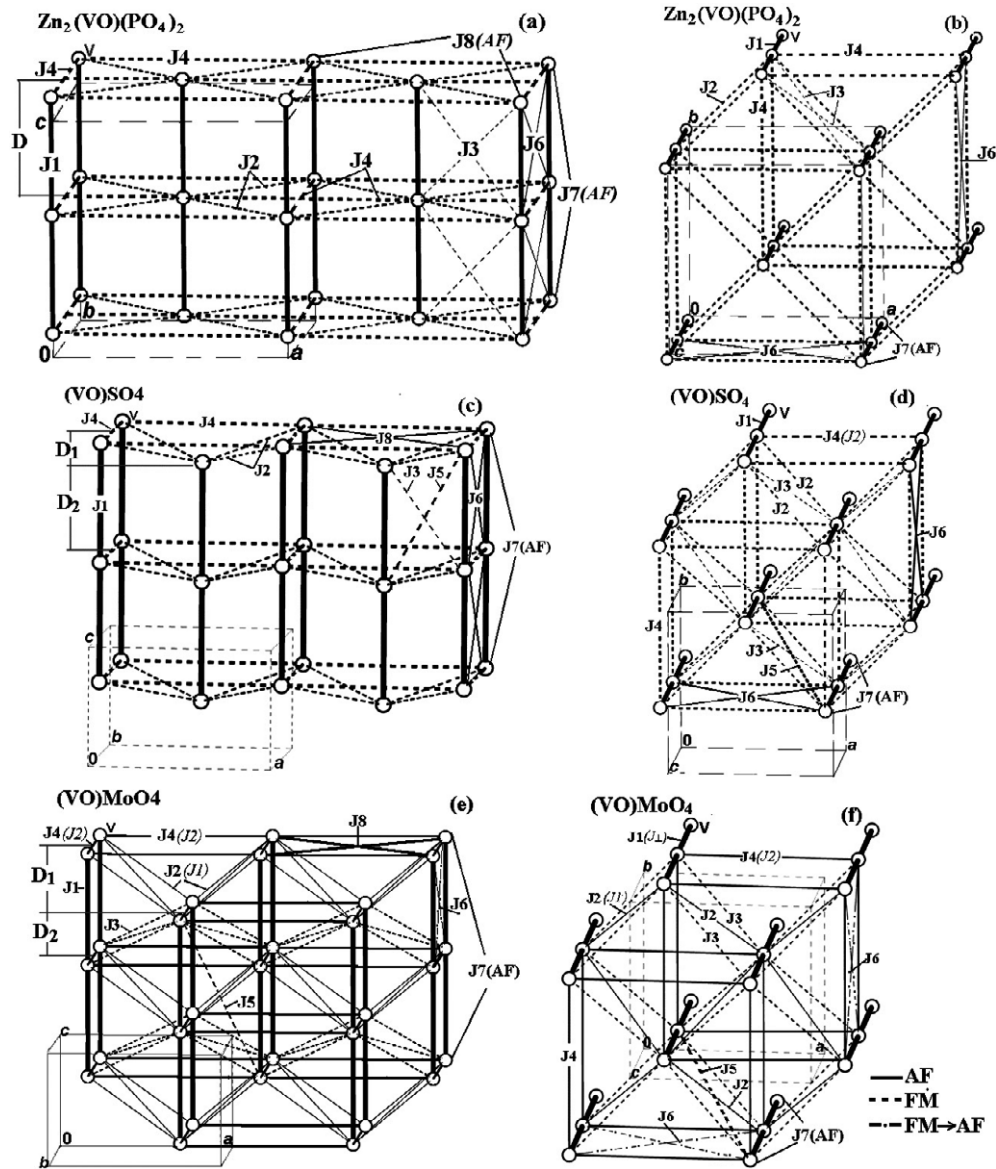 Zn2(VO)(PO4)2
(a)
V
J4
J4
J8(AF)
D
c
J1
J2
J4
J3
J6
J7(AF)
b
0
a
Zn2(VO)(PO4)2
(b)
J1
V
J4
J2
J4
J3
b
J6
0
a
c
J6
J7(AF)
(VO)SO4
(c)
J4
V
J4
J8
D1
J2
J3
J5
D2
J1
J6
J7(AF)
c
b
0
a
(VO)SO4
(d)
J1
V
J4(J2)
J3
J2
J2
J6
b
J4
J3
J5
J6
J7(AF)
0
a
c
(VO)MoO4
(e)
J4(J2)
V
J4(J2)
J8
D1
J1
J2(J1)
J6
D2
J3
J7(AF)
J5
c
0
a
b
(VO)MoO4
(f)
J1(J⊥)
V
b
J4(J2)
J2(J1)
J2
J3
J3
J6
0
a
c
J4
J5
J2
J6
J7(AF)
AF
FM
FM→AF